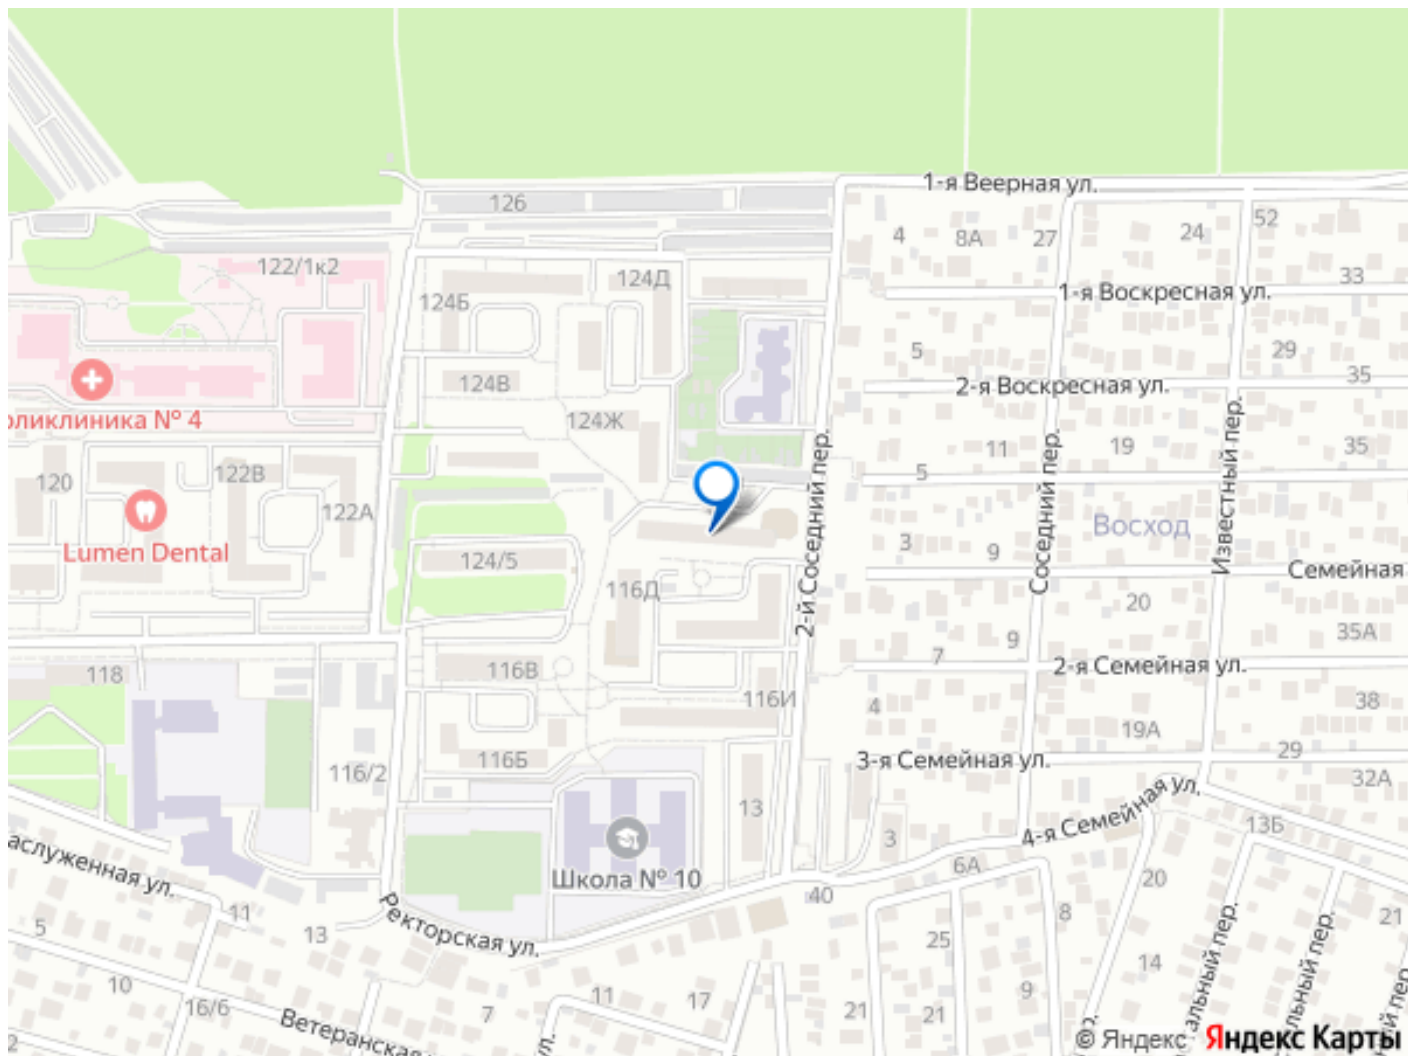 1-я Веерная ул.
126
52
4
8А
27
24
122/1к2
124Д
33
1-я Воскресная ул.
124Б
5
29
35
124В
2-я Воскресная ул.
оликлиника № 4
124Ж
11
19
35
120
122В
5
122А
2-й Соседний пер.
Соседний пер.
Известный пер.
Восход
Lumen Dental
124/5
3
9
Семейная
116Д
20
35А
9
7
2-я Семейная ул.
118
116В
116И
4
38
19А
116Б
3-я Семейная ул.
29
116/2
32А
13
4-я Семейная ул.
3
13Б
аслуженная ул.
Школа № 10
6А
20
40
Ректорская ул.
11
13
5
8
21
25
14
10
16/6
7
11
17
9
21
21
Ветеранская
ул.
альный пер.
льный пер.
© Яндекс Яндекс Карты